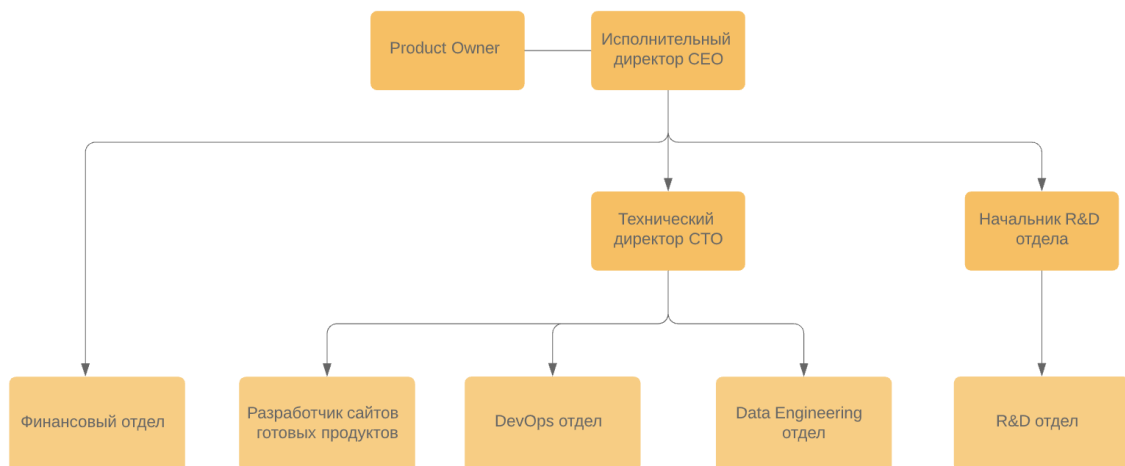 Product Owner
Исполнительный
директор CEO
Технический
директор CTO
Начальник R&D
отдела
Финансовый отдел
Разработчик сайтов
готовых продуктов
DevOps отдел
Data Engineering
отдел
R&D отдел